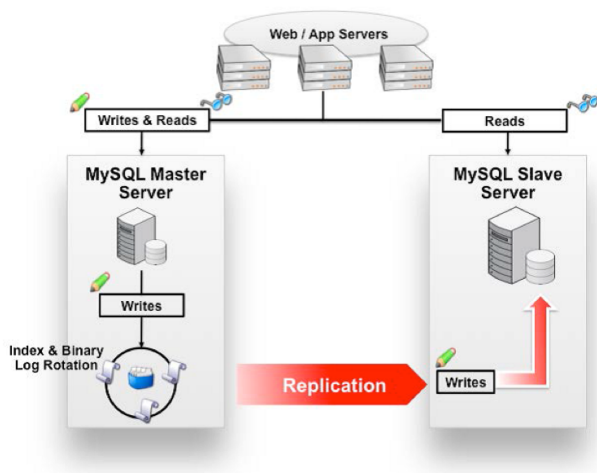 Web / App Servers
Writes & Reads
Reads
MySQL Master
Server
MySQL Slave
Server
Writes
Index & Binary
Log Rotation
Replication
Writes